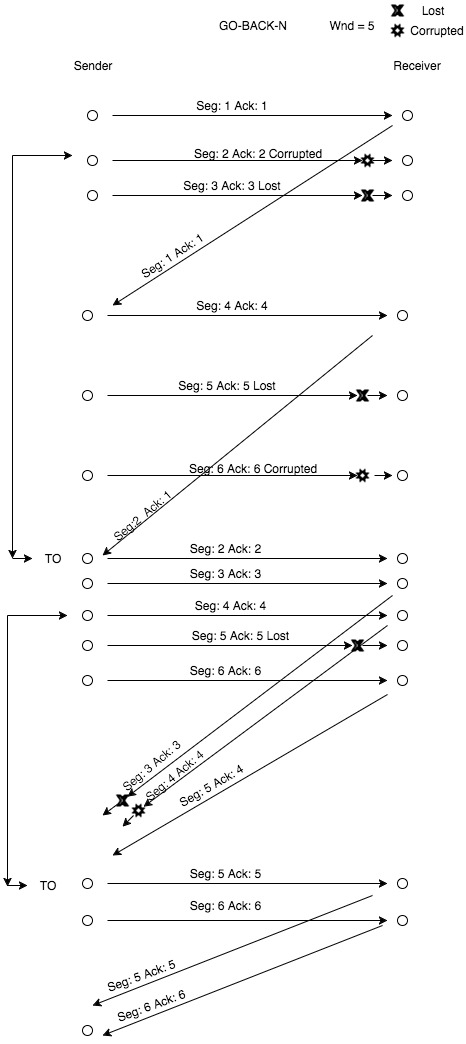 Lost
GO-BACK-N Wnd = 5 Corrupted
Sender Receiver
Seg: 1 Ack: 1
Seg: 2 Ack: 2 Corrupted
Seg: 3 Ack: 3 Lost
Seg: 1 Ack: 1
Seg: 4 Ack: 4
Seg: 5 Ack: 5 Lost
Seg: 6 Ack: 6 Corrupted
Seg:2 Ack: 1
TO Seg: 2 Ack: 2
Seg: 3 Ack: 3
Seg: 4 Ack: 4
Seg: 5 Ack: 5 Lost
Seg: 6 Ack: 6
Seg: 3 Ack: 3
Seg: 4 Ack: 4
Seg: 5 Ack: 4
TO Seg: 5 Ack: 5
Seg: 6 Ack: 6
Seg: 5 Ack: 5
Seg: 6 Ack: 6